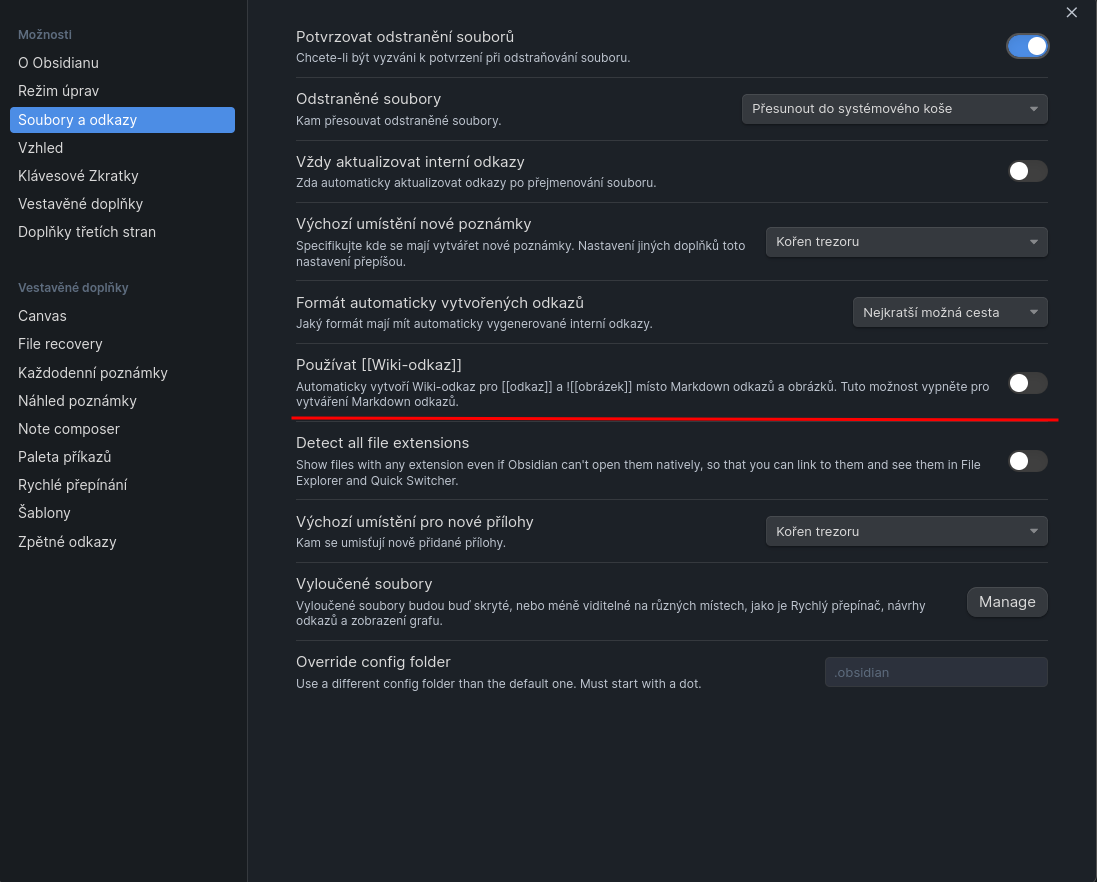 Možnosti
O Obsidianu
Režim úprav
Soubory a odkazy
Vzhled
Klávesové Zkratky
Vestavěné doplňky
Doplňky třetích stran
Vestavěné doplňky
Canvas
File recovery
Každodenní poznámky
Náhled poznámky
Note composer
Paleta příkazů
Rychlé přepínání
Šablony
Zpětné odkazy
Potvrzovat odstranění souborů
Chcete-li být vyzváni k potvrzení při odstraňování souboru.
Odstraněné soubory
Kam přesouvat odstraněné soubory.
Přesunout do systémového koše
Vždy aktualizovat interní odkazy
Zda automaticky aktualizovat odkazy po přejmenování souboru.
Výchozí umístění nové poznámky
Specifikujte kde se mají vytvářet nové poznámky. Nastavení jiných doplňků toto
nastavení přepíšou.
Kořen trezoru
Formát automaticky vytvořených odkazů
Jaký formát mají mít automaticky vygenerované interní odkazy.
Nejkratší možná cesta
Používat [[Wiki-odkaz]]
Automaticky vytvoří Wiki-odkaz pro [[odkaz]] a ![[obrázek]] místo Markdown odkazů a obrázků. Tuto možnost vypněte pro
vytváření Markdown odkazů.
Detect all file extensions
Show files with any extension even if Obsidian can't open them natively, so that you can link to them and see them in File
Explorer and Quick Switcher.
Výchozí umístění pro nové přílohy
Kam se umisťují nově přidané přílohy.
Kořen trezoru
Vyloučené soubory
Vyloučené soubory budou buď skryté, nebo méně viditelné na různých místech, jako je Rychlý přepínač, návrhy
odkazů a zobrazení grafu.
Manage
Override config folder
Use a different config folder than the default one. Must start with a dot.
.obsidian